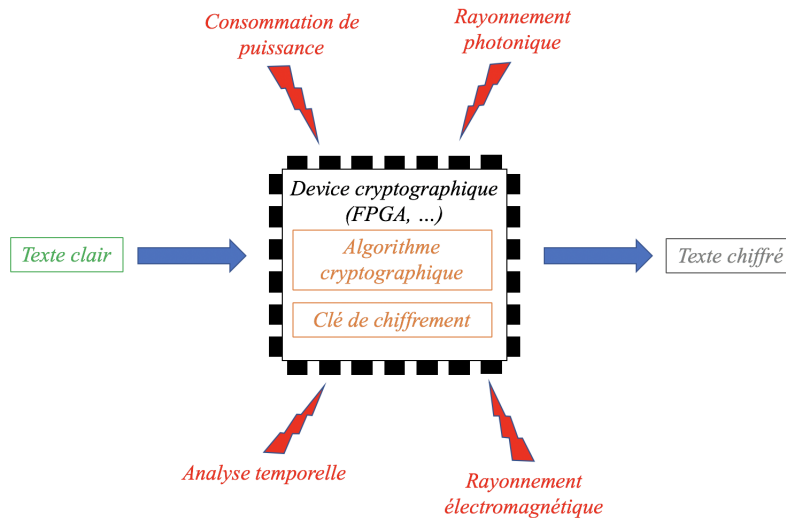 Consommation de
puissance
Rayonnement
photonique
Device cryptographique
(FPGA, ...)
Texte clair
Algorithme
cryptographique
Texte chiffré
Clé de chiffrement
Analyse temporelle
Rayonnement
électromagnétique